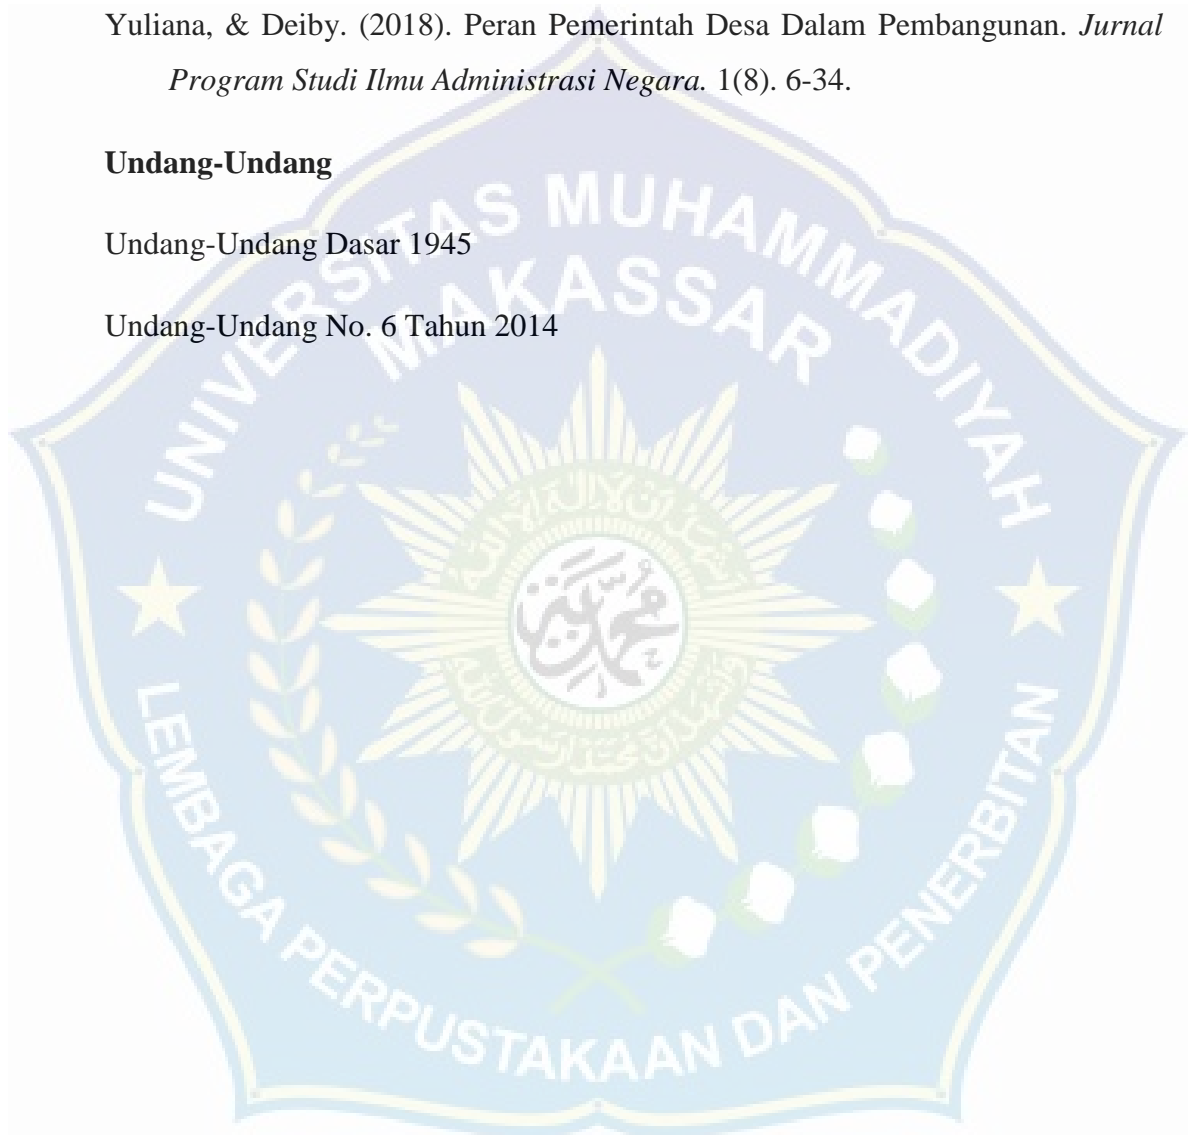 Yuliana, & Deiby. (2018). Peran Pemerintah Desa Dalam Pembangunan. Jurnal
Program Studi Ilmu Administrasi Negara. 1(8). 6-34.
Undang-Undang
Undang-Undang Dasar 1945
Undang-Undang No. 6 Tahun 2014
UNIVERSITAS MUHAMMADIYAH
MAKASSAR
LEMBAGA PERPUSTAKAAN DAN PENERBITAN